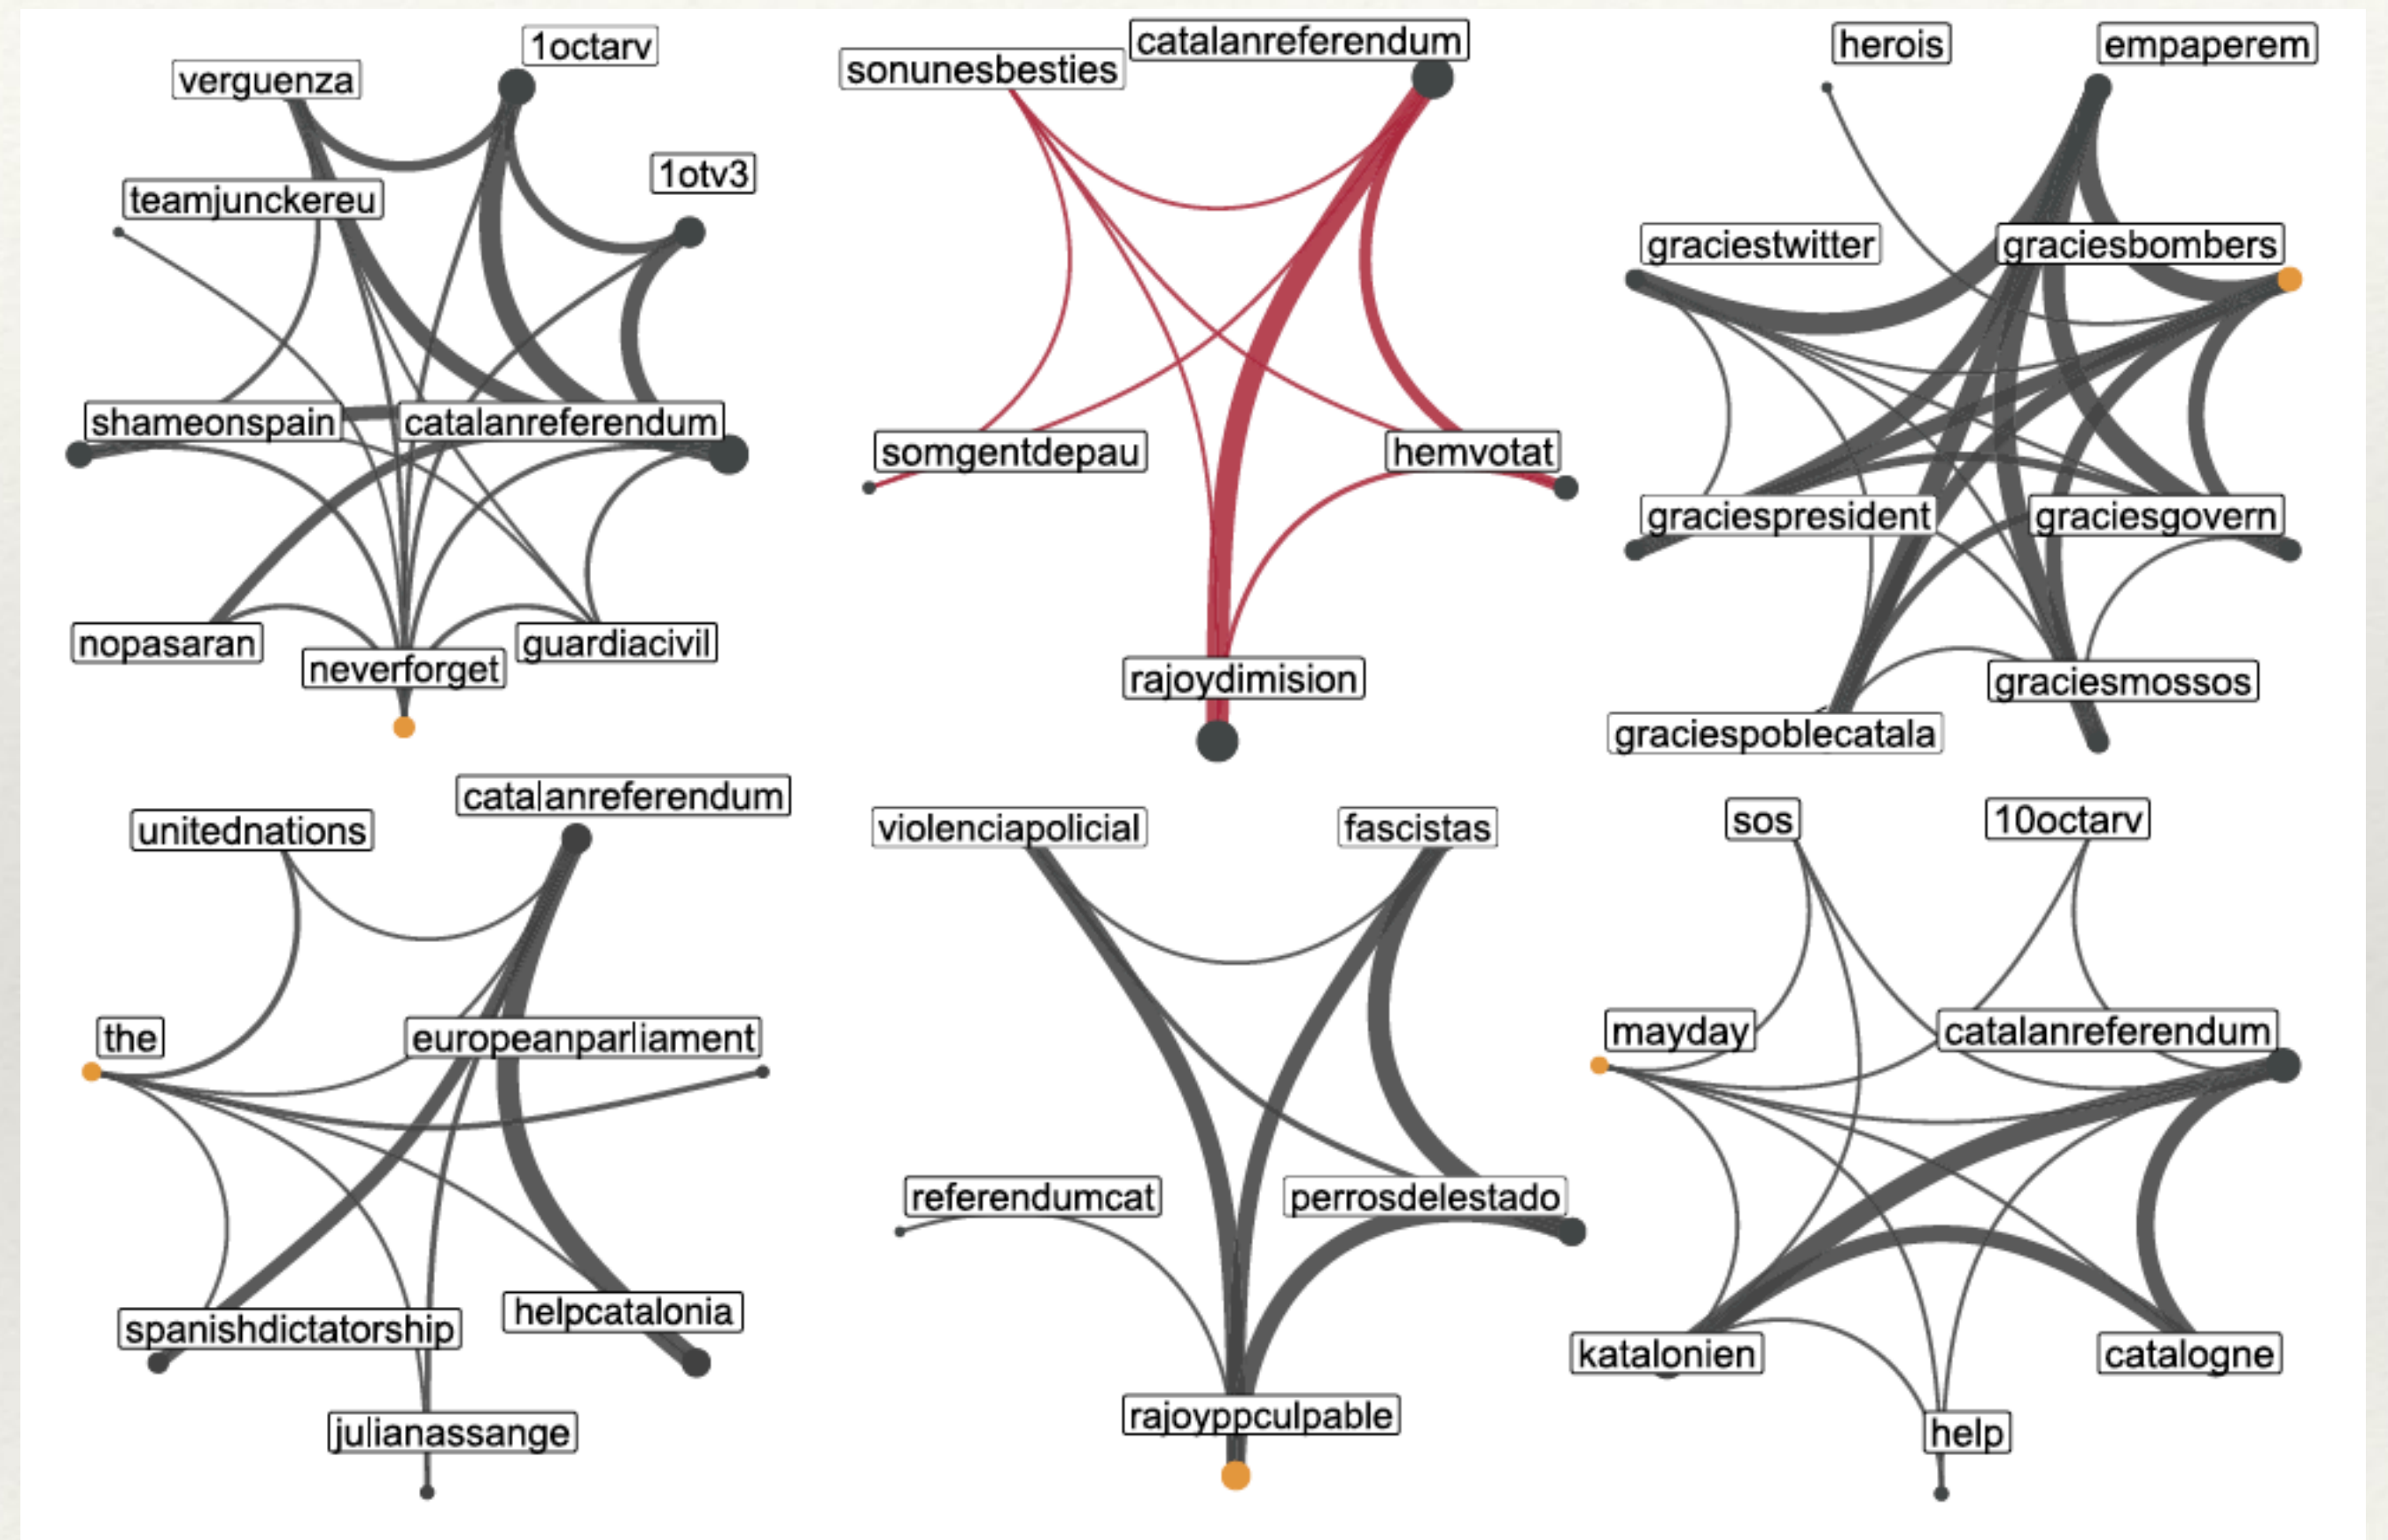 verguenza
1octarv
teamjunckereu
1otv3
shameonspain
catalanreferendum
nopasaran
neverforget
guardiacivil
sonunesbesties
catalanreferendum
somgentdepau
hemvotat
rajoydimision
herois
empaperem
graciestwitter
graciesbombers
graciespresident
graciesgovern
graciespoblecatala
graciesmossos
unitednations
catalanreferendum
the
europeanparliament
spanishdictatorship
helpcatalonia
julianassange
violenciapolicial
fascistas
referendumcat
perrosdelestado
rajoyppculpable
sos
10octarv
mayday
catalanreferendum
katalonien
catalogne
help